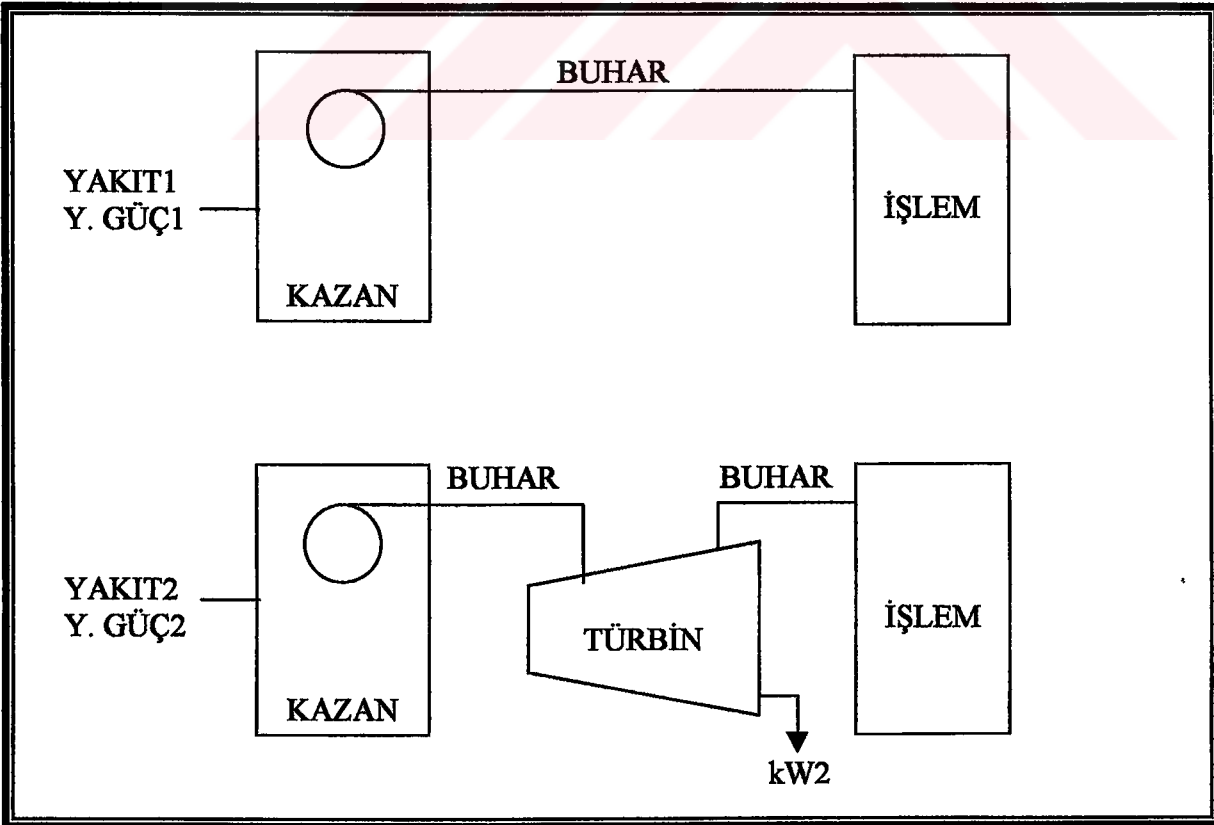 BUHAR
YAKIT1
Y. GÜÇ1
İŞLEM
KAZAN
BUHAR
BUHAR
YAKIT2
Y. GÜÇ2
TÜRBİN
İŞLEM
KAZAN
kW2